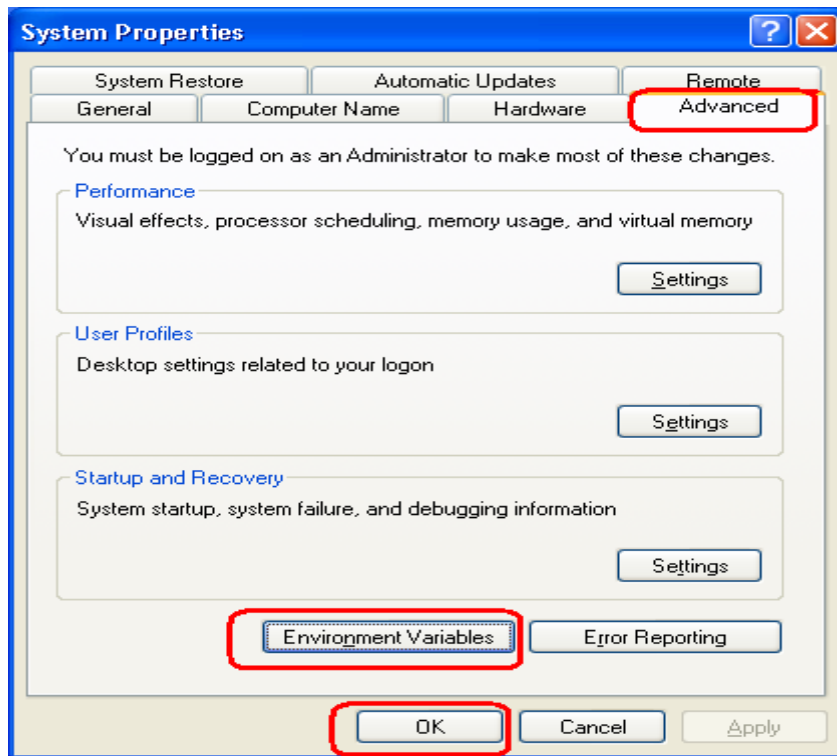 System Properties
System Restore Automatic Updates Remote
General Computer Name Hardware Advanced
You must be logged on as an Administrator to make most of these changes.
Performance
Visual effects, processor scheduling, memory usage, and virtual memory
Settings
User Profiles
Desktop settings related to your logon
Settings
Startup and Recovery
System startup, system failure, and debugging information
Settings
Environment Variables Error Reporting
OK Cancel Apply